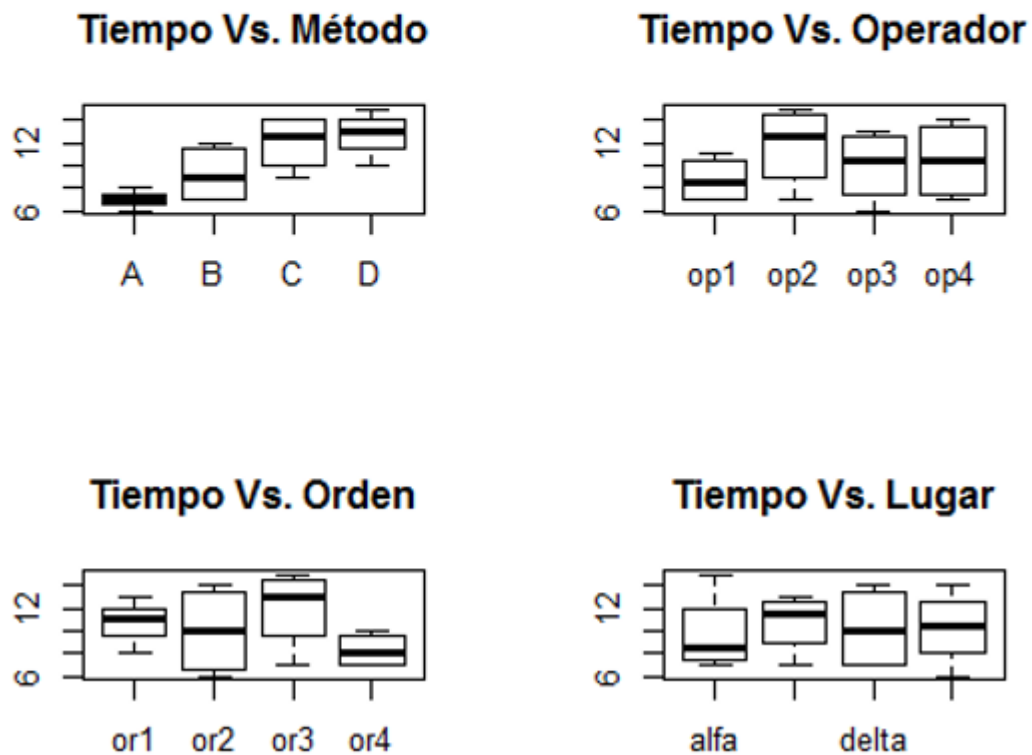 Tiempo Vs. Método
12
6
A B C D
Tiempo Vs. Operador
12
6
op1 op2 op3 op4
Tiempo Vs. Orden
12
6
or1 or2 or3 or4
Tiempo Vs. Lugar
12
6
alfa delta